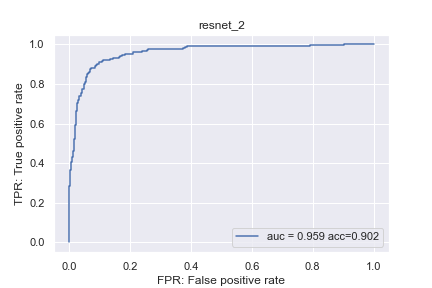 resnet_2
1.0
0.8
0.6
0.4
0.2
0.0
TPR: True positive rate
auc = 0.959 acc=0.902
0.0 0.2 0.4 0.6 0.8 1.0
FPR: False positive rate